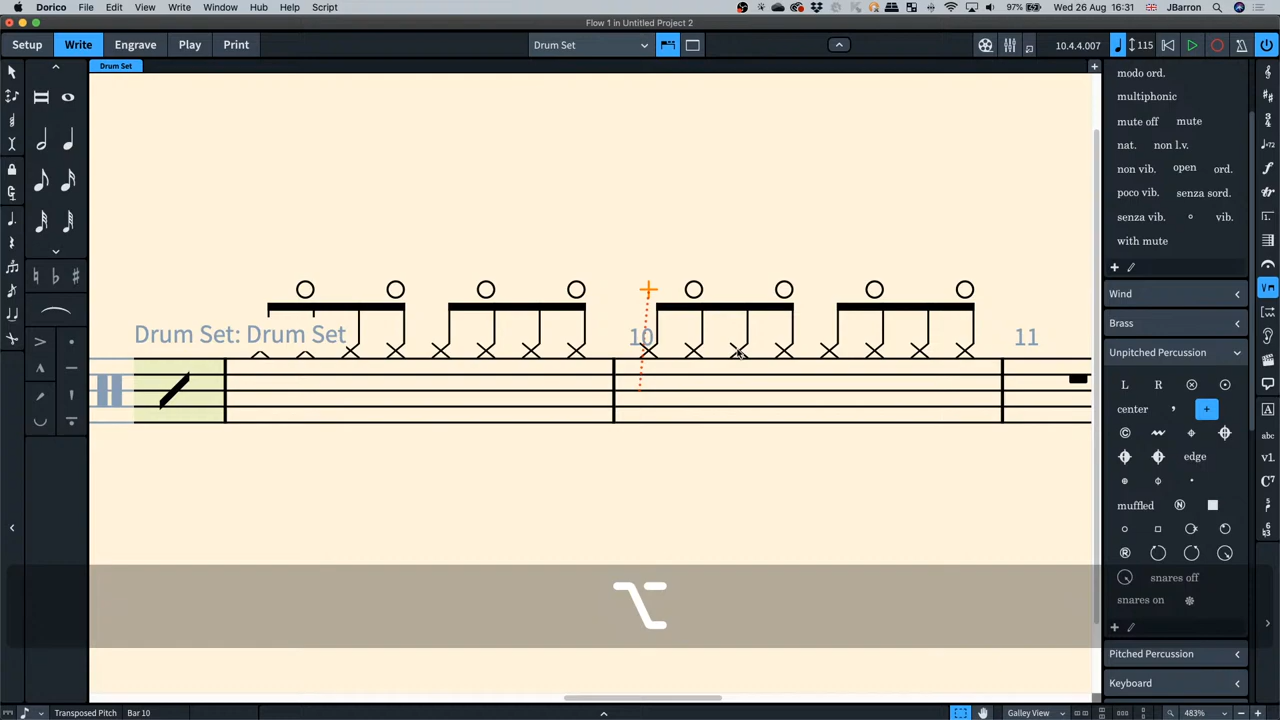 Dorico File Edit View Write Window Hub Help Script 97% Wed 26 Aug 16:31 JBarron
Flow 1 in Untitled Project 2
Setup Write Engrave Play Print Drum Set 10.4.4.007 115
Drum Set
modo ord.
multiphonic
mute off mute
nat. non l.v.
non vib. open ord.
poco vib. senza sord.
senza vib. vib.
with mute
Wind
Brass
Unpitched Percussion
L R
center , +
edge
muffled N
R
snares off
snares on
Pitched Percussion
Keyboard
Drum Set: Drum Set 10 11
Transposed Pitch Bar 10 Galley View 483%